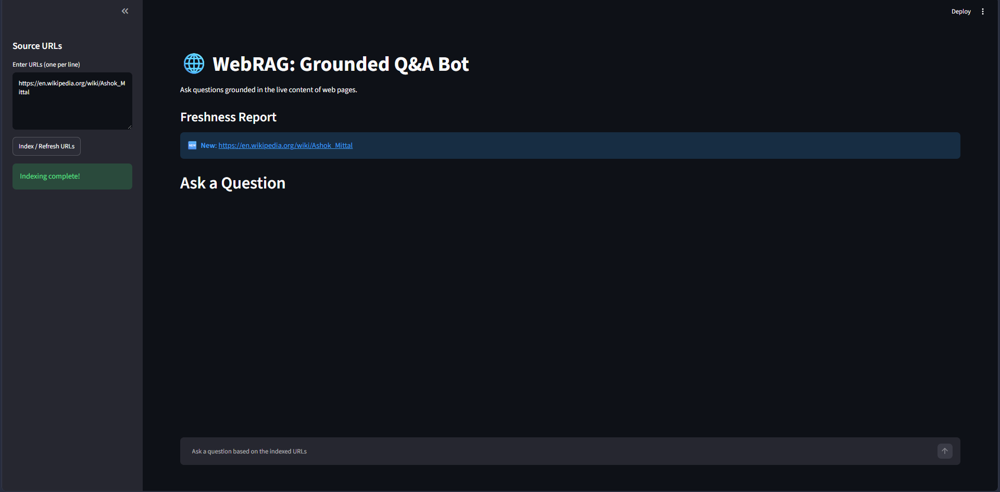 Deploy
Source URLs
Enter URLs (one per line)
https://en.wikipedia.org/wiki/Ashok_M
ittal
Index / Refresh URLs
Indexing complete!
WebRAG: Grounded Q&A Bot
Ask questions grounded in the live content of web pages.
Freshness Report
NEW New: https://en.wikipedia.org/wiki/Ashok_Mittal
Ask a Question
Ask a question based on the indexed URLs